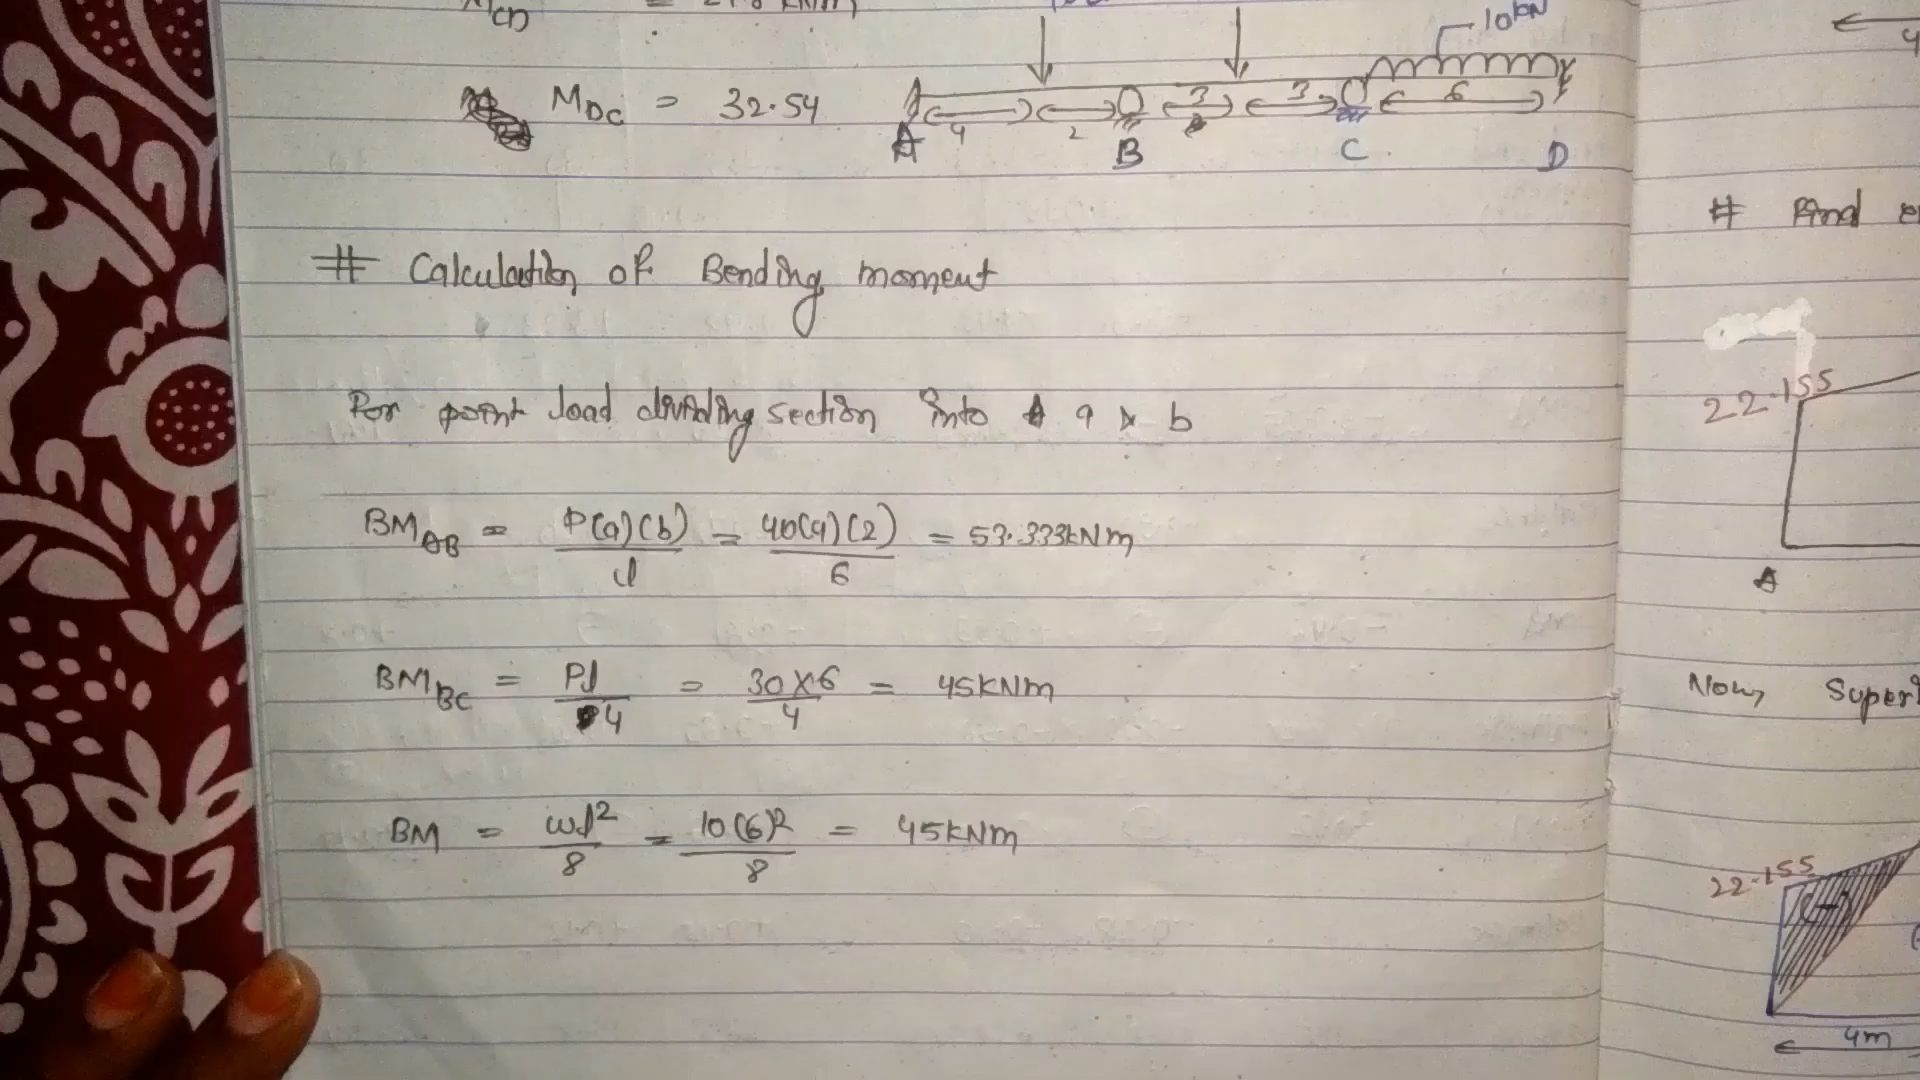 M_CD
M_DC = 32.54
10kN
4 2 3 3 6
A B C D
# Calculation of Bending moment
For point load dividing section into a & b
BM_AB = P(a)(b)/l = 40(4)(2)/6 = 53.333kNm
BM_BC = Pl/4 = 30×6/4 = 45kNm
BM = wl²/8 = 10(6)²/8 = 45kNm
# Find
22.155
A
Now,
22.155
(-)
4m